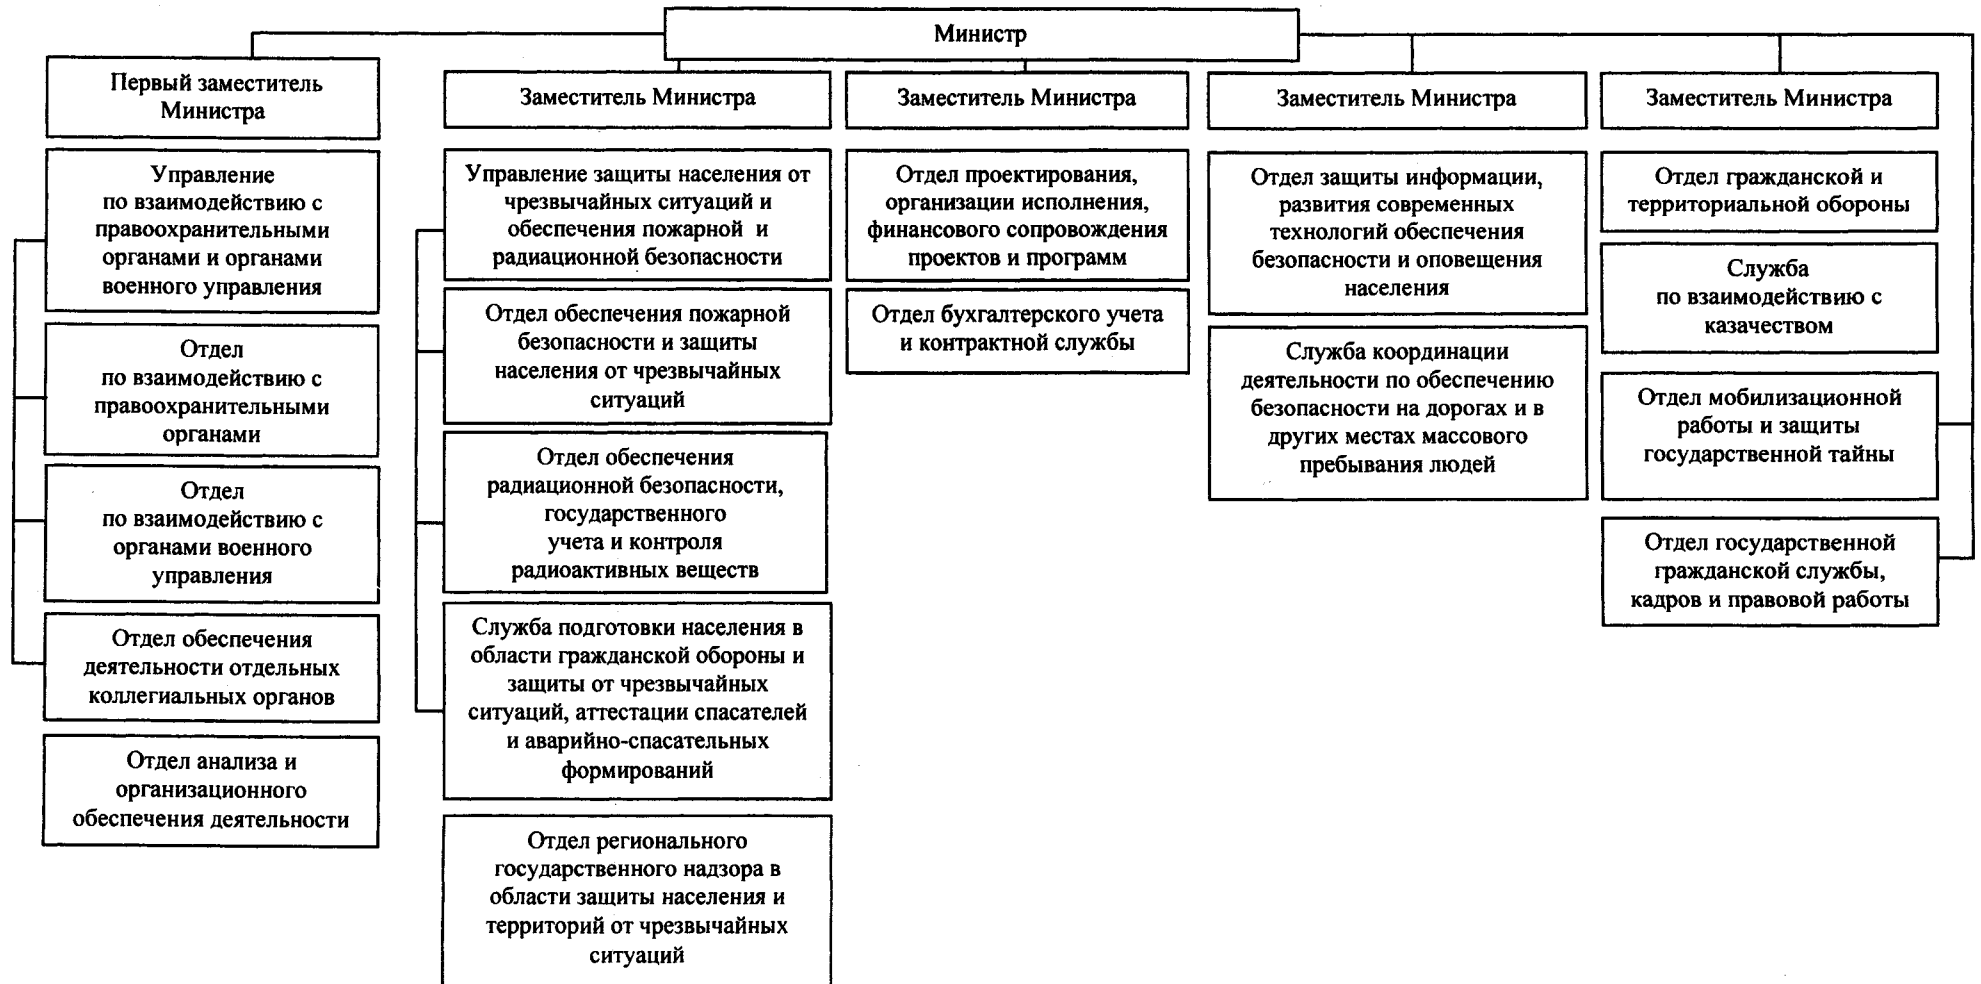 Министр
Первый заместитель
Министра
Управление
по взаимодействию с
правоохранительными
органами и органами
военного управления
Отдел
по взаимодействию с
правоохранительными
органами
Отдел
по взаимодействию с
органами военного
управления
Отдел обеспечения
деятельности отдельных
коллегиальных органов
Отдел анализа и
организационного
обеспечения деятельности
Заместитель Министра
Управление защиты населения от
чрезвычайных ситуаций и
обеспечения пожарной и
радиационной безопасности
Отдел обеспечения пожарной
безопасности и защиты
населения от чрезвычайных
ситуаций
Отдел обеспечения
радиационной безопасности,
государственного
учета и контроля
радиоактивных веществ
Служба подготовки населения в
области гражданской обороны и
защиты от чрезвычайных
ситуаций, аттестации спасателей
и аварийно-спасательных
формирований
Отдел регионального
государственного надзора в
области защиты населения и
территорий от чрезвычайных
ситуаций
Заместитель Министра
Отдел проектирования,
организации исполнения,
финансового сопровождения
проектов и программ
Отдел бухгалтерского учета
и контрактной службы
Заместитель Министра
Отдел защиты информации,
развития современных
технологий обеспечения
безопасности и оповещения
населения
Служба координации
деятельности по обеспечению
безопасности на дорогах и в
других местах массового
пребывания людей
Заместитель Министра
Отдел гражданской и
территориальной обороны
Служба
по взаимодействию с
казачеством
Отдел мобилизационной
работы и защиты
государственной тайны
Отдел государственной
гражданской службы,
кадров и правовой работы